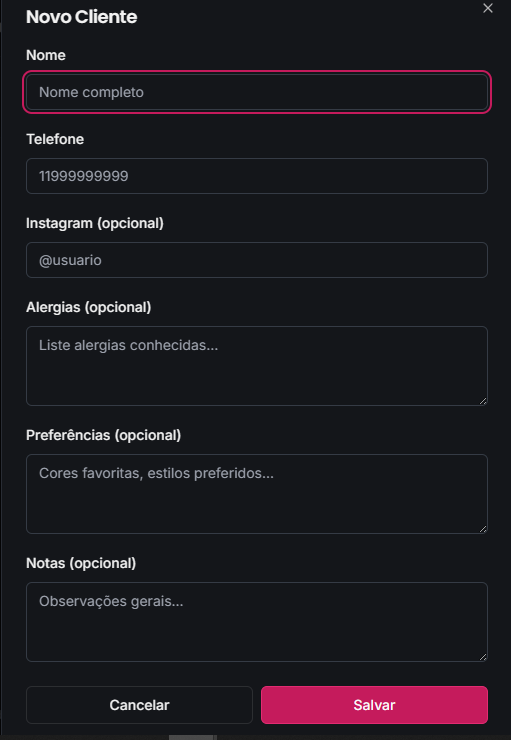 Novo Cliente
Nome
Nome completo
Telefone
11999999999
Instagram (opcional)
@usuario
Alergias (opcional)
Liste alergias conhecidas...
Preferências (opcional)
Cores favoritas, estilos preferidos...
Notas (opcional)
Observações gerais...
Cancelar
Salvar